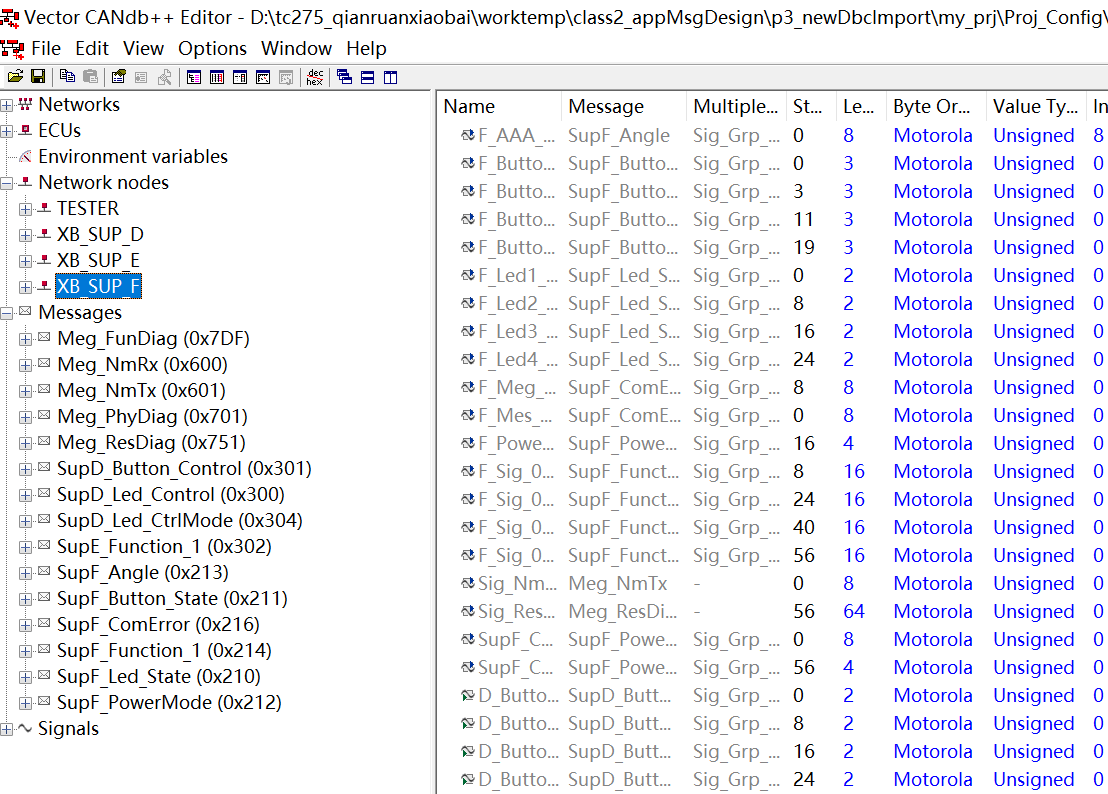 Vector CANdb++ Editor - D:\tc275_qianruanxiaobai\worktemp\class2_appMsgDesign\p3_newDbcImport\my_prj\Proj_Config\
File Edit View Options Window Help
dec
hex
Networks
ECUs
Environment variables
Network nodes
TESTER
XB_SUP_D
XB_SUP_E
XB_SUP_F
Messages
Meg_FunDiag (0x7DF)
Meg_NmRx (0x600)
Meg_NmTx (0x601)
Meg_PhyDiag (0x701)
Meg_ResDiag (0x751)
SupD_Button_Control (0x301)
SupD_Led_Control (0x300)
SupD_Led_CtrlMode (0x304)
SupE_Function_1 (0x302)
SupF_Angle (0x213)
SupF_Button_State (0x211)
SupF_ComError (0x216)
SupF_Function_1 (0x214)
SupF_Led_State (0x210)
SupF_PowerMode (0x212)
Signals
Name Message Multiple... St... Le... Byte Or... Value Ty... In
F_AAA_... SupF_Angle Sig_Grp_... 0 8 Motorola Unsigned 8
F_Butto... SupF_Butto... Sig_Grp_... 0 3 Motorola Unsigned 0
F_Butto... SupF_Butto... Sig_Grp_... 3 3 Motorola Unsigned 0
F_Butto... SupF_Butto... Sig_Grp_... 11 3 Motorola Unsigned 0
F_Butto... SupF_Butto... Sig_Grp_... 19 3 Motorola Unsigned 0
F_Led1_... SupF_Led_S... Sig_Grp_... 0 2 Motorola Unsigned 0
F_Led2_... SupF_Led_S... Sig_Grp_... 8 2 Motorola Unsigned 0
F_Led3_... SupF_Led_S... Sig_Grp_... 16 2 Motorola Unsigned 0
F_Led4_... SupF_Led_S... Sig_Grp_... 24 2 Motorola Unsigned 0
F_Meg_... SupF_ComE... Sig_Grp_... 8 8 Motorola Unsigned 0
F_Mes_... SupF_ComE... Sig_Grp_... 0 8 Motorola Unsigned 0
F_Powe... SupF_Powe... Sig_Grp_... 16 4 Motorola Unsigned 0
F_Sig_0... SupF_Funct... Sig_Grp_... 8 16 Motorola Unsigned 0
F_Sig_0... SupF_Funct... Sig_Grp_... 24 16 Motorola Unsigned 0
F_Sig_0... SupF_Funct... Sig_Grp_... 40 16 Motorola Unsigned 0
F_Sig_0... SupF_Funct... Sig_Grp_... 56 16 Motorola Unsigned 0
Sig_Nm... Meg_NmTx - 0 8 Motorola Unsigned 0
Sig_Res... Meg_ResDi... - 56 64 Motorola Unsigned 0
SupF_C... SupF_Powe... Sig_Grp_... 0 8 Motorola Unsigned 0
SupF_C... SupF_Powe... Sig_Grp_... 56 4 Motorola Unsigned 0
D_Butto... SupD_Butt... Sig_Grp_... 0 2 Motorola Unsigned 0
D_Butto... SupD_Butt... Sig_Grp_... 8 2 Motorola Unsigned 0
D_Butto... SupD_Butt... Sig_Grp_... 16 2 Motorola Unsigned 0
D_Butto... SupD_Butt... Sig_Grp_... 24 2 Motorola Unsigned 0